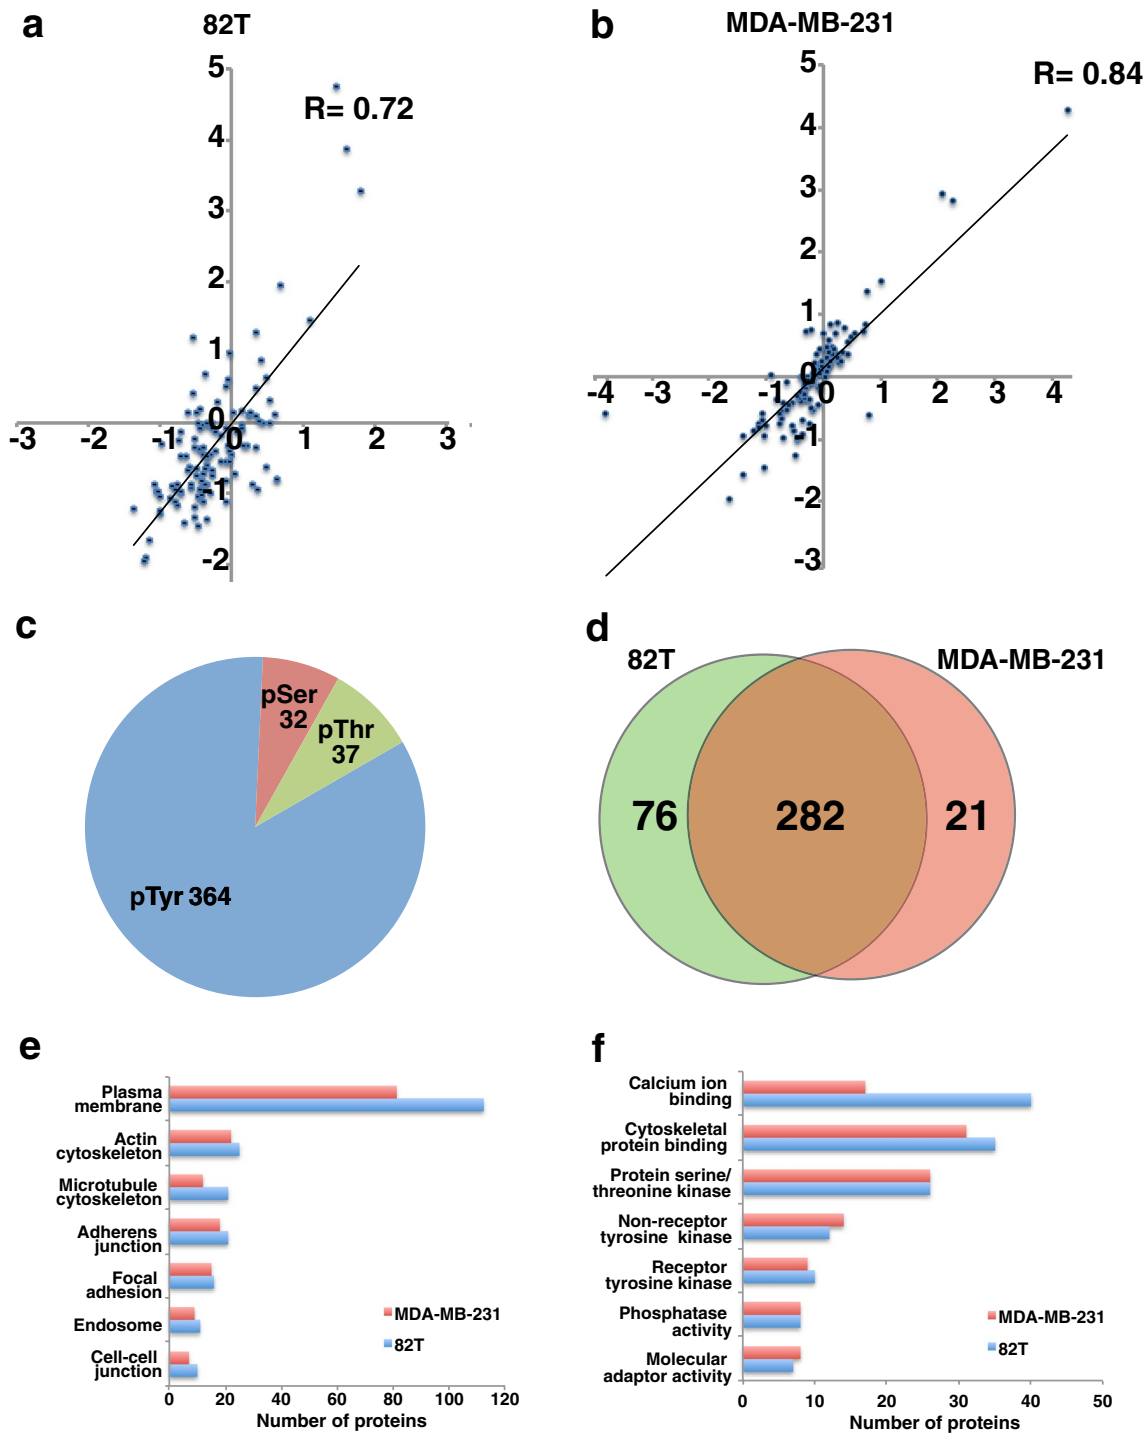 a
82T
R= 0.72
5
4
3
2
1
0
-1
-2
-3
-2
-1
0
1
2
3
b
MDA-MB-231
R= 0.84
5
4
3
2
1
0
-1
-2
-3
-4
-3
-2
-1
0
1
2
3
4
c
pSer
32
pThr
37
pTyr 364
d
82T
MDA-MB-231
76
282
21
e
Plasma
membrane
Actin
cytoskeleton
Microtubule
cytoskeleton
Adherens
junction
Focal
adhesion
Endosome
Cell-cell
junction
MDA-MB-231
82T
0
20
40
60
80
100
120
Number of proteins
f
Calcium ion
binding
Cytoskeletal
protein binding
Protein serine/
threonine kinase
Non-receptor
tyrosine kinase
Receptor
tyrosine kinase
Phosphatase
activity
Molecular
adaptor activity
MDA-MB-231
82T
0
10
20
30
40
50
Number of proteins